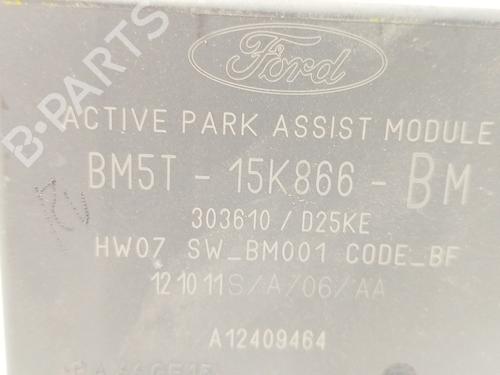 B-PARTS
Ford
ACTIVE PARK ASSIST MODULE
BM5T - 15K866 - BM
303610 / D25KE
HW07 SW_BM001 CODE_BF
121011S/A/06/AA
A12409464